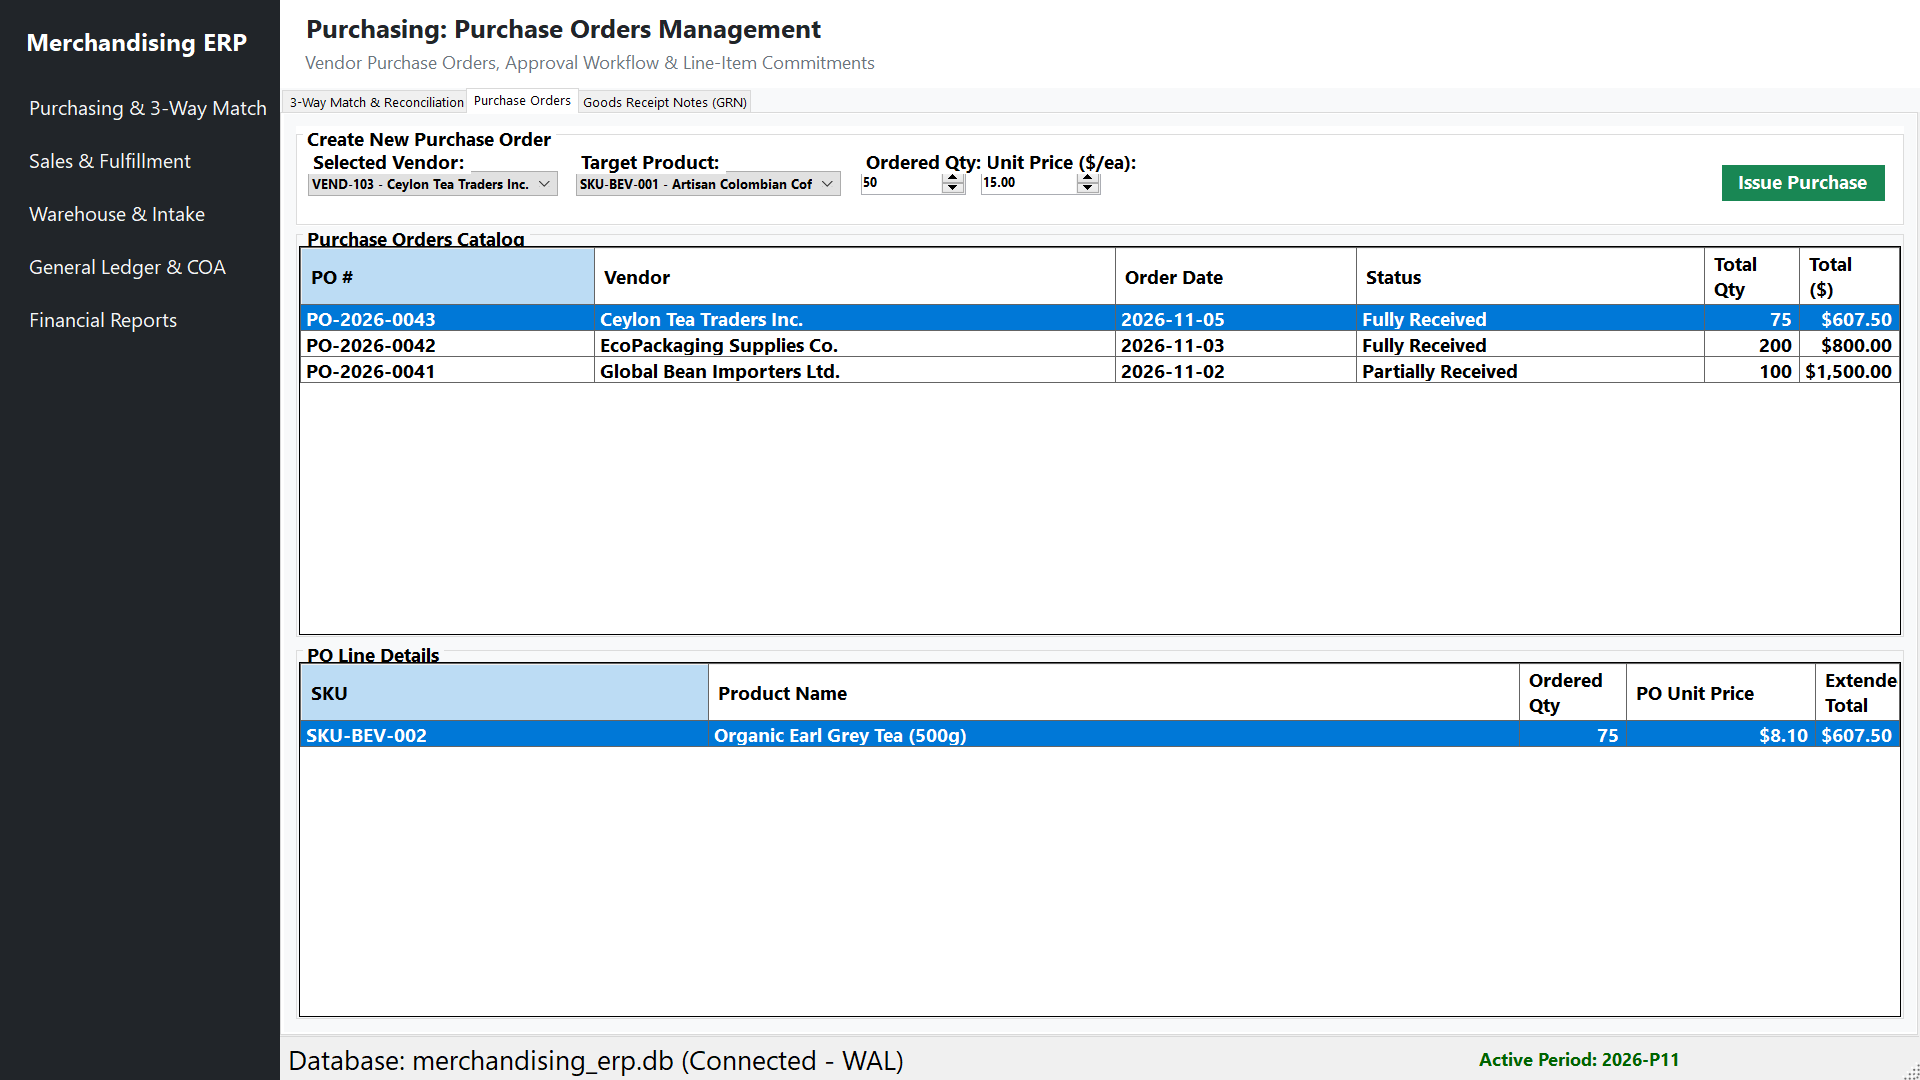 Merchandising ERP
Purchasing & 3-Way Match
Sales & Fulfillment
Warehouse & Intake
General Ledger & COA
Financial Reports
Purchasing: Purchase Orders Management
Vendor Purchase Orders, Approval Workflow & Line-Item Commitments
3-Way Match & Reconciliation Purchase Orders Goods Receipt Notes (GRN)
Create New Purchase Order
Selected Vendor: Target Product: Ordered Qty: Unit Price ($/ea):
VEND-103 - Ceylon Tea Traders Inc. SKU-BEV-001 - Artisan Colombian Cof 50 15.00
Issue Purchase
Purchase Orders Catalog
PO # Vendor Order Date Status Total Qty Total ($)
PO-2026-0043 Ceylon Tea Traders Inc. 2026-11-05 Fully Received 75 $607.50
PO-2026-0042 EcoPackaging Supplies Co. 2026-11-03 Fully Received 200 $800.00
PO-2026-0041 Global Bean Importers Ltd. 2026-11-02 Partially Received 100 $1,500.00
PO Line Details
SKU Product Name Ordered Qty PO Unit Price Extende Total
SKU-BEV-002 Organic Earl Grey Tea (500g) 75 $8.10 $607.50
Database: merchandising_erp.db (Connected - WAL)
Active Period: 2026-P11